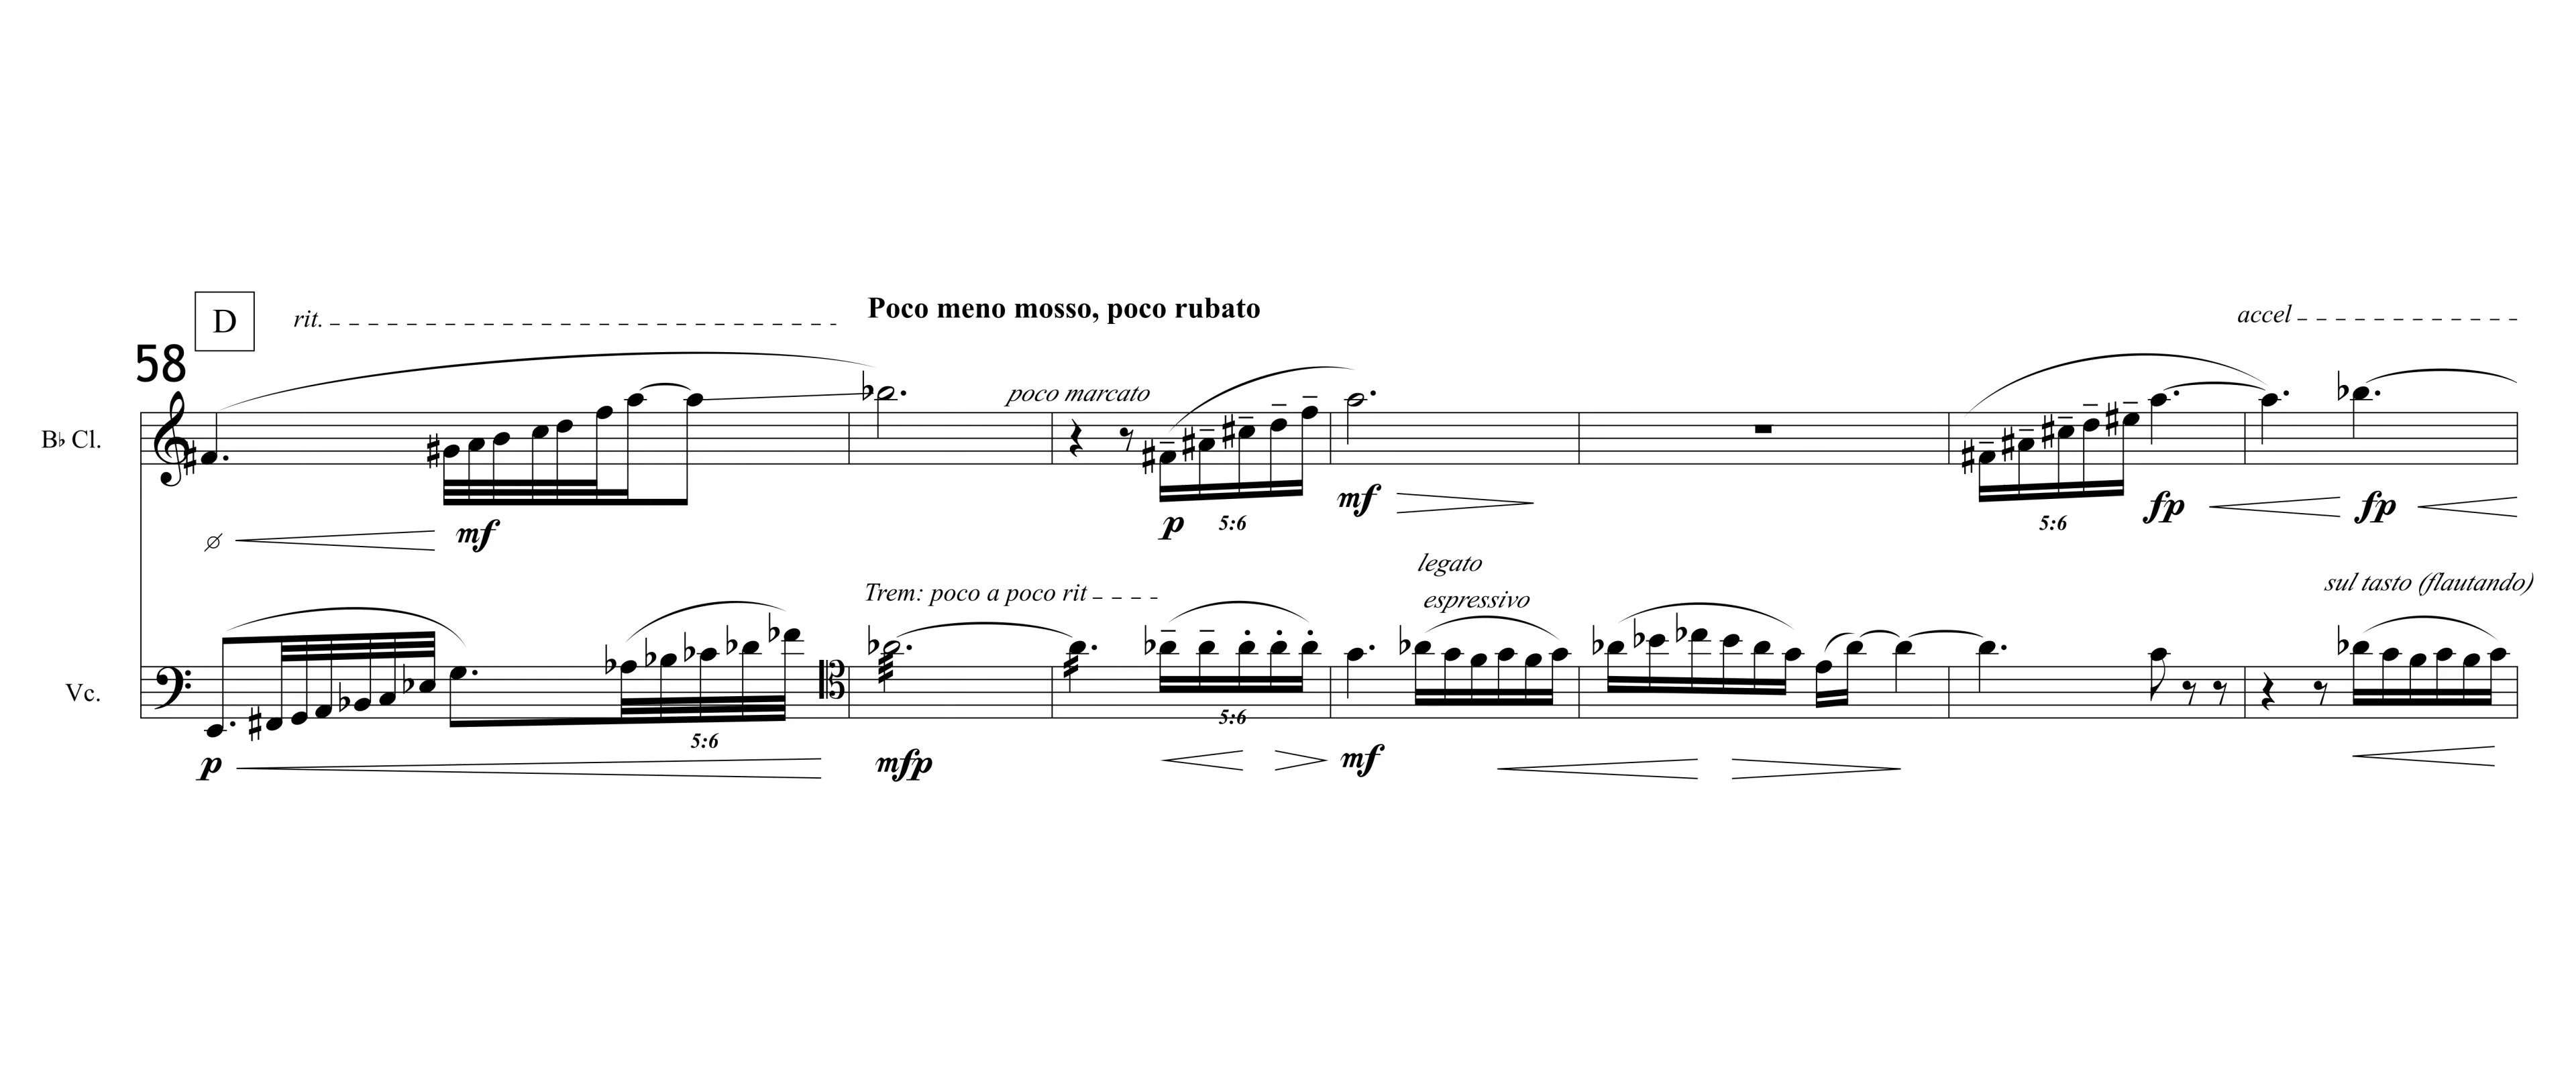 D
rit.
Poco meno mosso, poco rubato
accel
58
poco marcato
B♭ Cl.
mf
p
5:6
mf
5:6
fp
fp
legato
espressivo
Trem: poco a poco rit
sul tasto (flautando)
Vc.
5:6
5:6
p
mfp
mf